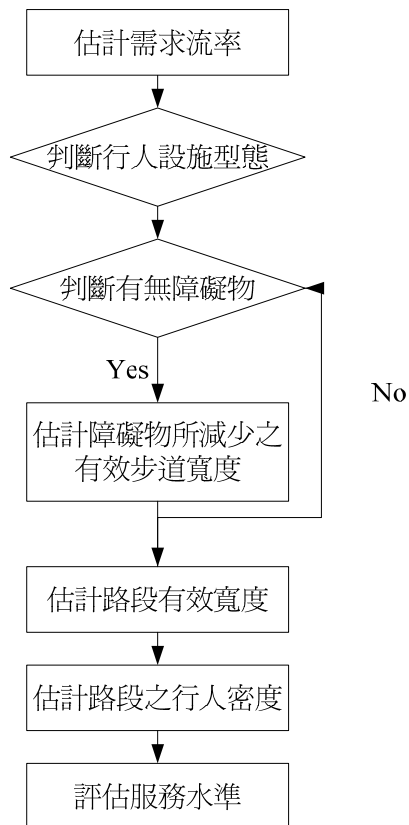 估計需求流率
判斷行人設施型態
判斷有無障礙物
Yes
No
估計障礙物所減少之
有效步道寬度
估計路段有效寬度
估計路段之行人密度
評估服務水準